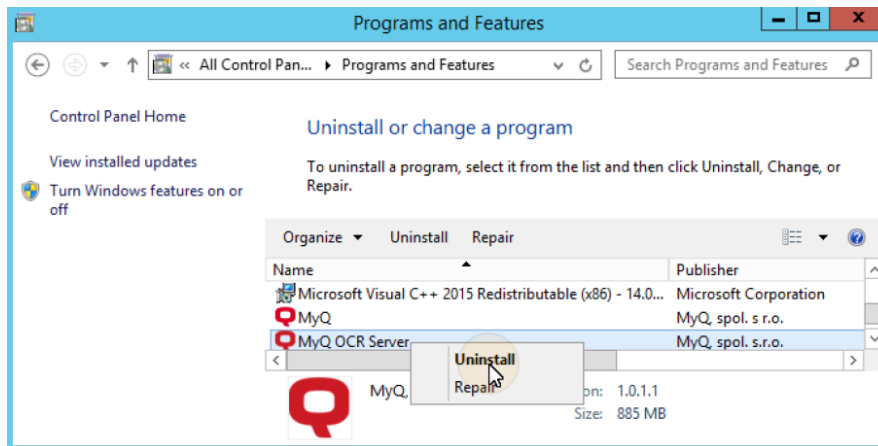 Programs and Features
x
« All Control Pan... Programs and Features
Search Programs and Features
Control Panel Home
View installed updates
Turn Windows features on or
off
Uninstall or change a program
To uninstall a program, select it from the list and then click Uninstall, Change, or
Repair.
Organize Uninstall Repair
Name Publisher
Microsoft Visual C++ 2015 Redistributable (x86) - 14.0... Microsoft Corporation
MyQ MyQ, spol. s r.o.
MyQ OCR Server MyQ, spol. s.r.o.
Uninstall
Repair
MyQ, on: 1.0.1.1
Size: 885 MB